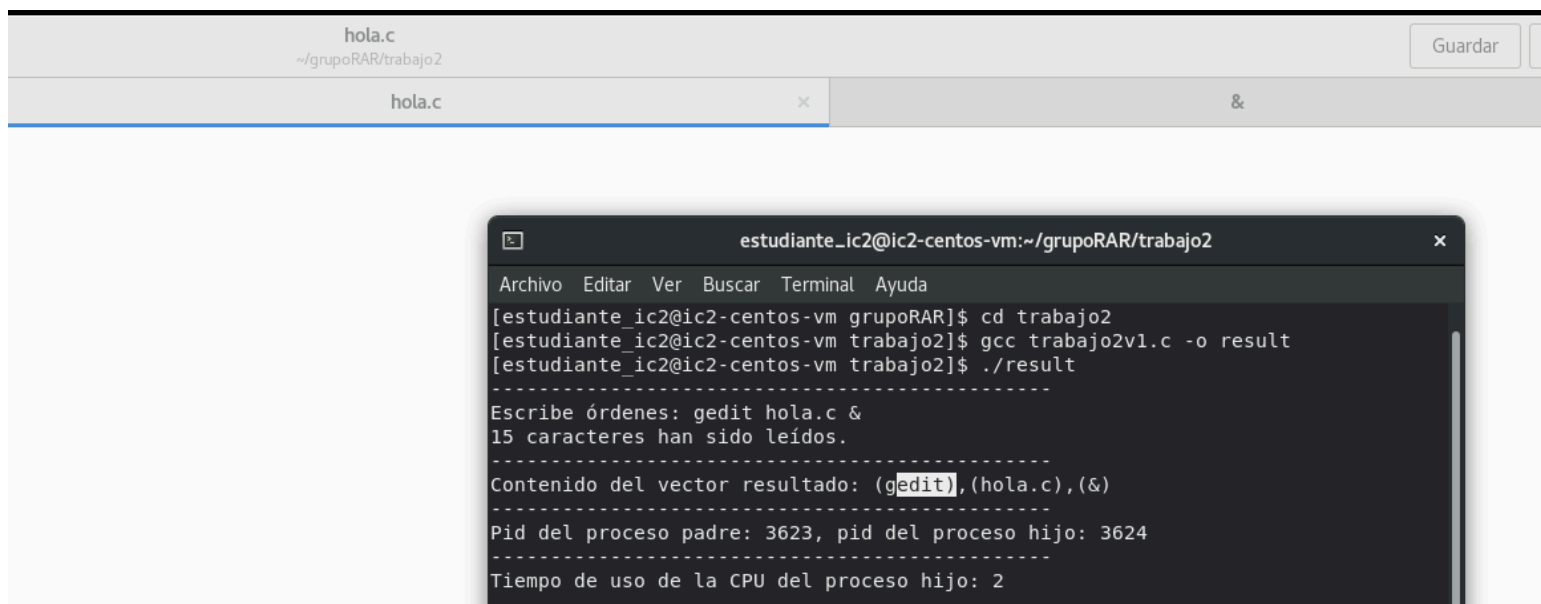 hola.c
~/grupoRAR/trabajo2
Guardar
hola.c ×
&
estudiante_ic2@ic2-centos-vm:~/grupoRAR/trabajo2 ×
Archivo Editar Ver Buscar Terminal Ayuda
[estudiante_ic2@ic2-centos-vm grupoRAR]$ cd trabajo2
[estudiante_ic2@ic2-centos-vm trabajo2]$ gcc trabajo2v1.c -o result
[estudiante_ic2@ic2-centos-vm trabajo2]$ ./result
-----------------------------------------------
Escribe órdenes: gedit hola.c &
15 caracteres han sido leídos.
-----------------------------------------------
Contenido del vector resultado: (gedit),(hola.c),(&)
-----------------------------------------------
Pid del proceso padre: 3623, pid del proceso hijo: 3624
-----------------------------------------------
Tiempo de uso de la CPU del proceso hijo: 2